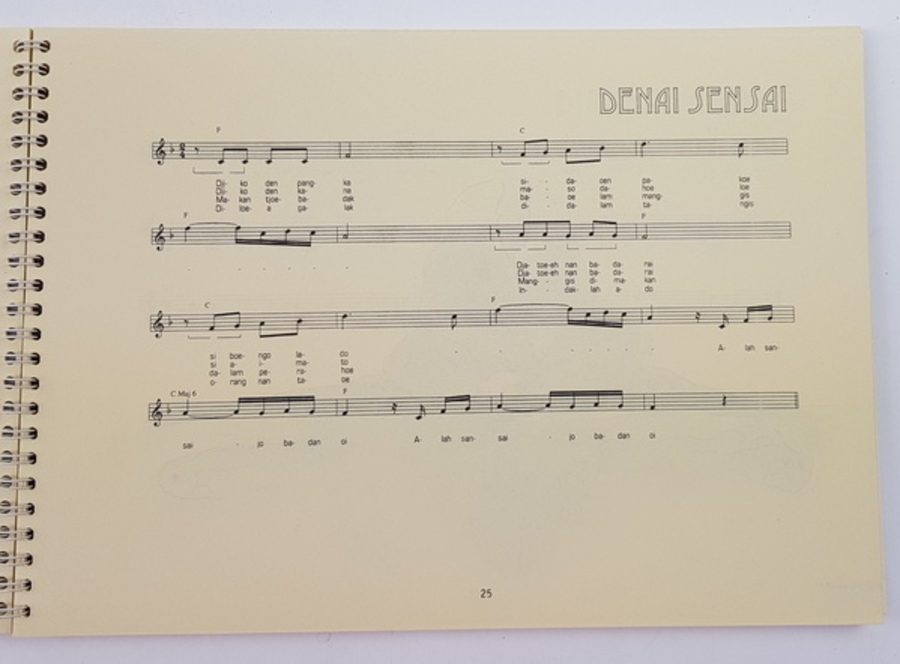 DENAI SENSAI
F C
Dji- ko den pang- ka si- - da- oen pa- koe
Dji- ko den ka- na ma- - so da- hoe loe
Ma- kan tjoe- ba- dak ba- - oe lam mang- gis
Di- loe- a ga- lak di- - da- lam ta- ngis
F F
Dja- toe-eh nan ba- da- rai
Dja- toe-eh nan ba- da- rai
Mang- - gis di- ma- kan
In- - dak- lah a- do
C F
si boe- ngo la- do - - - - - - A- lah san-
si a- i- ma- to
da- lam pe- ra- hoe
o- rang nan ta- oe
C Maj 6 F
sai - jo ba- dan oi A- lah san- sai - jo ba- dan oi
25